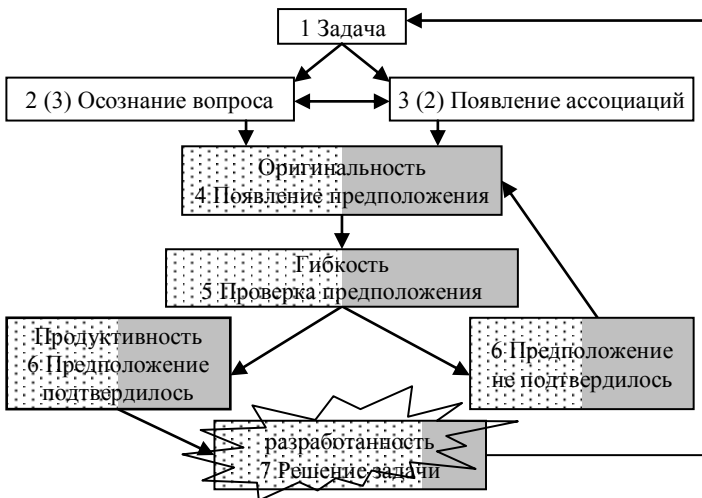 1 Задача
2 (3) Осознание вопроса
3 (2) Появление ассоциаций
Оригинальность
4 Появление предположения
Гибкость
5 Проверка предположения
Продуктивность
6 Предположение
подтвердилось
6 Предположение
не подтвердилось
разработанность
7 Решение задачи